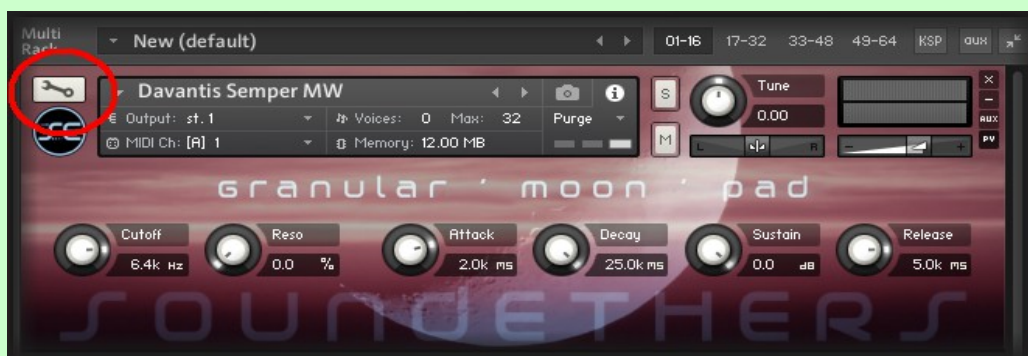 Multi Rack New (default) 01-16 17-32 33-48 49-64 KSP aux
Davantis Semper MW S Tune ×
Output: st.1 Voices: 0 Max: 32 Purge 0.00 AUX
MIDI Ch: [A] 1 Memory: 12.00 MB M L R - + PV
Granular · moon · pad
Cutoff Reso Attack Decay Sustain Release
6.4k Hz 0.0 % 2.0k ms 25.0k ms 0.0 dB 5.0k ms
SOUNDETHERS